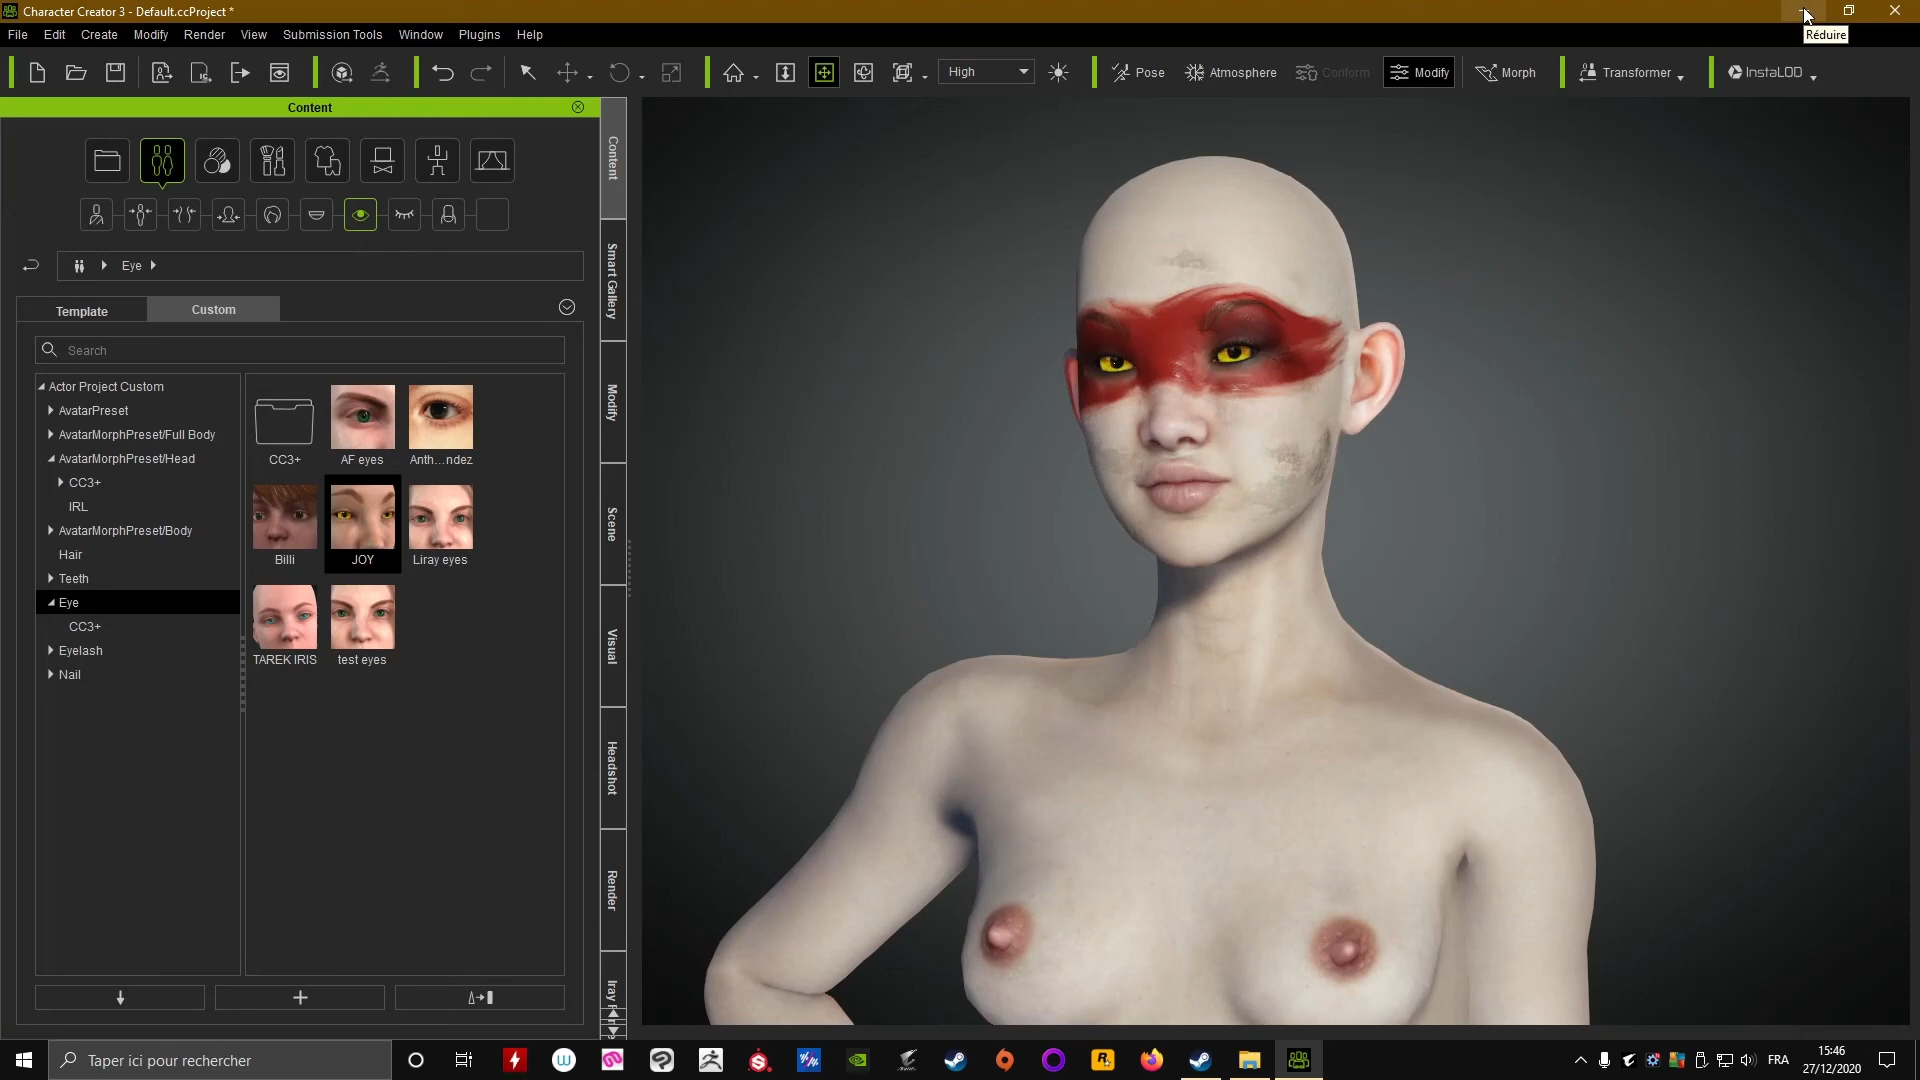 Character Creator 3 - Default.ccProject *
Réduire
File Edit Create Modify Render View Submission Tools Window Plugins Help
High Pose Atmosphere Conform Modify Morph Transformer InstaLOD
Content
Content
Smart Gallery
Modify
Scene
Visual
Headshot
Render
Iray
Eye
Template Custom
Search
Actor Project Custom
AvatarPreset
AvatarMorphPreset/Full Body
AvatarMorphPreset/Head
CC3+
IRL
AvatarMorphPreset/Body
Hair
Teeth
Eye
CC3+
Eyelash
Nail
CC3+ AF eyes Anth...ndez
Billi JOY Liray eyes
TAREK IRIS test eyes
Taper ici pour rechercher
FRA
15:46
27/12/2020